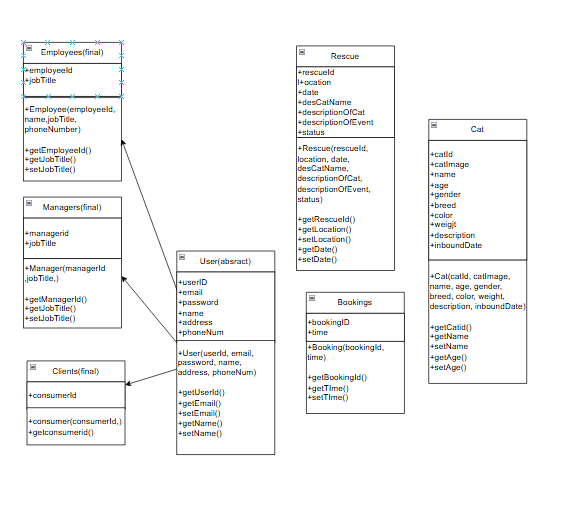 Employees(final)
+employeeId
+jobTitle
+Employee(employeeId,
name,jobTitle,
phoneNumber)
+getEmployeeId()
+getJobTitle()
+setJobTitle()
Managers(final)
+managerid
+jobTitle
+Manager(managerId
,jobTitle,)
+getManagerId()
+getJobTitle()
+setJobTitle()
Clients(final)
+consumerId
+consumer(consumerId,)
+getconsumerid()
User(absract)
+userID
+email
+password
+name
+address
+phoneNum
+User(userId, email,
password, name,
address, phoneNum)
+getUserId()
+getEmail()
+setEmail()
+getName()
+setName()
Rescue
+rescueId
l+ocation
+date
+desCatName
+descriptionOfCat
+descriptionOfEvent
+status
+Rescue(rescueId,
location, date,
desCatName,
descriptionOfCat,
descriptionOfEvent,
status)
+getRescueId()
+getLocation()
+setLocation()
+getDate()
+setDate()
Bookings
+bookingID
+time
+Booking(bookingId,
time)
+getBookingId()
+getTIme()
+setTIme()
Cat
+catId
+catImage
+name
+age
+gender
+breed
+color
+weigjt
+description
+inboundDate
+Cat(catId, catImage,
name, age, gender,
breed, color, weight,
description, inboundDate)
+getCatid()
+getName
+setName
+getAge()
+setAge()